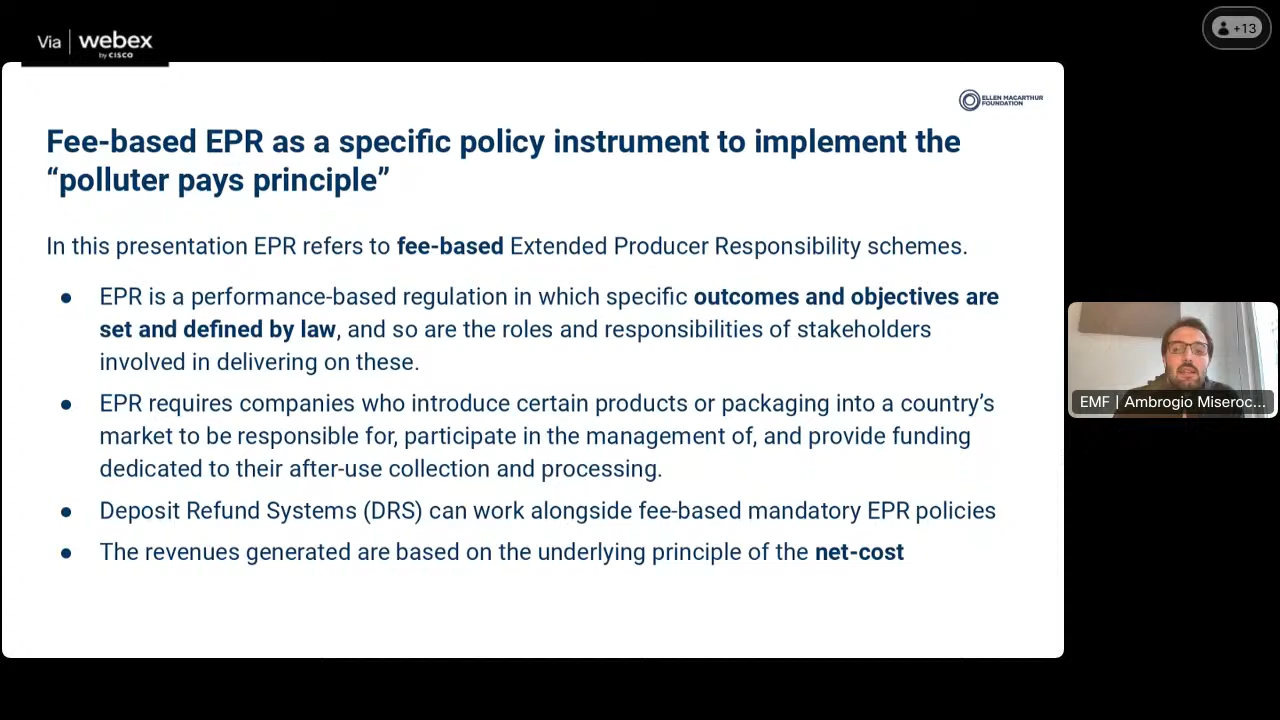 Via | webex
by CISCO
+13
ELLEN MACARTHUR
FOUNDATION
Fee-based EPR as a specific policy instrument to implement the
“polluter pays principle”
In this presentation EPR refers to fee-based Extended Producer Responsibility schemes.
● EPR is a performance-based regulation in which specific outcomes and objectives are
set and defined by law, and so are the roles and responsibilities of stakeholders
involved in delivering on these.
● EPR requires companies who introduce certain products or packaging into a country’s
market to be responsible for, participate in the management of, and provide funding
dedicated to their after-use collection and processing.
● Deposit Refund Systems (DRS) can work alongside fee-based mandatory EPR policies
● The revenues generated are based on the underlying principle of the net-cost
EMF | Ambrogio Miseroc...